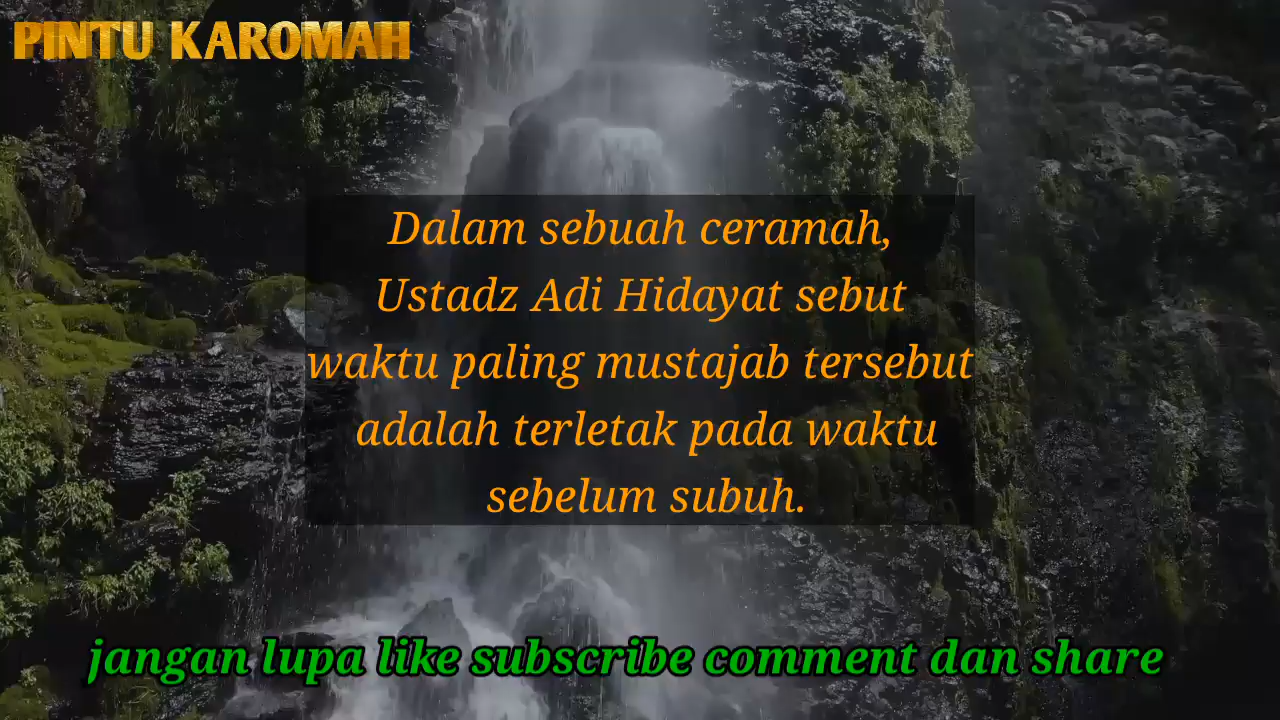 PINTU KAROMAH
Dalam sebuah ceramah,
Ustadz Adi Hidayat sebut
waktu paling mustajab tersebut
adalah terletak pada waktu
sebelum subuh.
jangan lupa like subscribe comment dan share